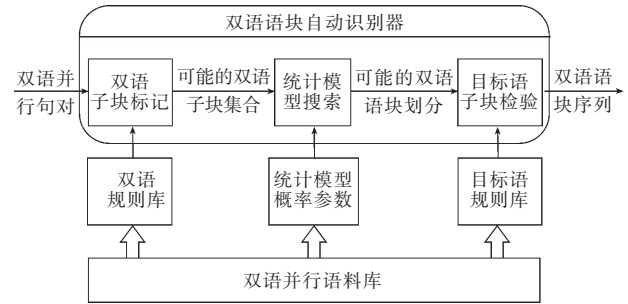 双语语块自动识别器
双语并
行句对
双语
子块标记
可能的双语
子块集合
统计模
型搜索
可能的双语
语块划分
目标语
子块检验
双语语
块序列
双语
规则库
统计模型
概率参数
目标语
规则库
双语并行语料库